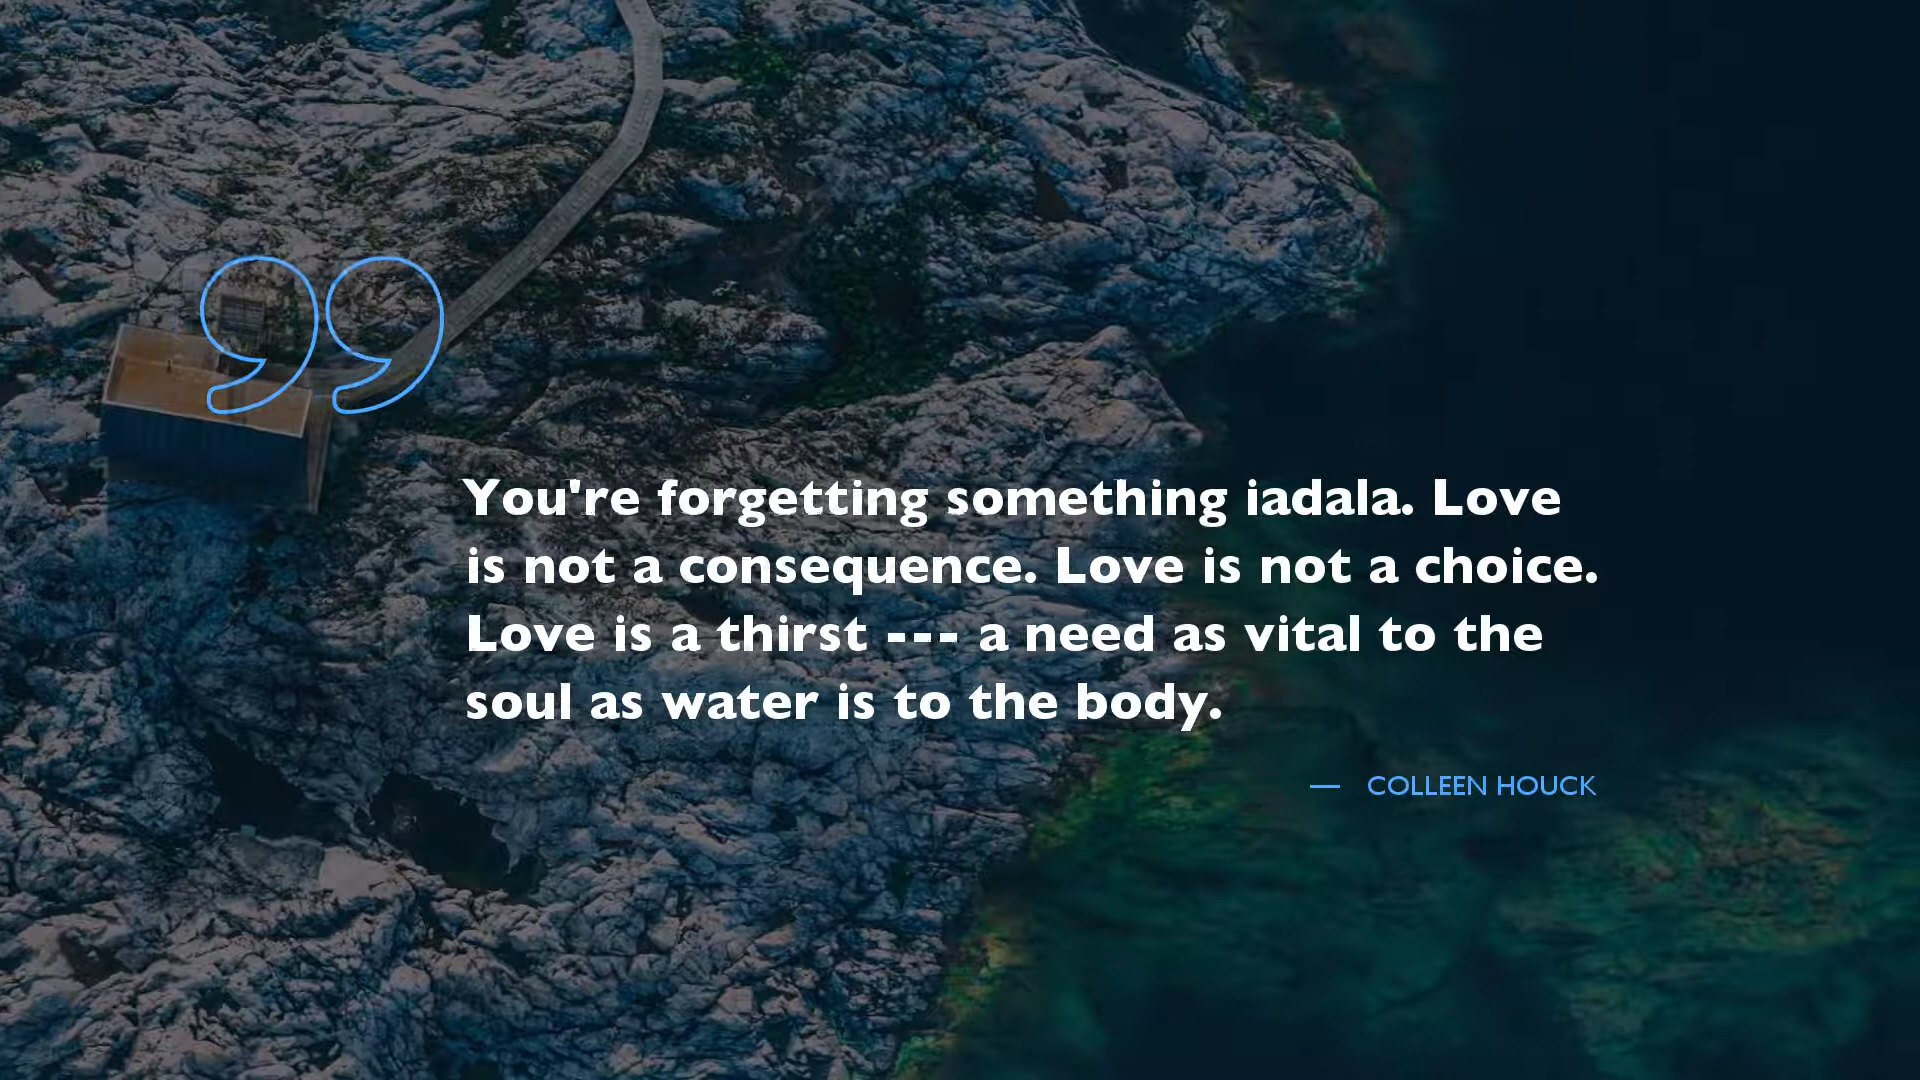 You're forgetting something iadala. Love
is not a consequence. Love is not a choice.
Love is a thirst --- a need as vital to the
soul as water is to the body.
— COLLEEN HOUCK